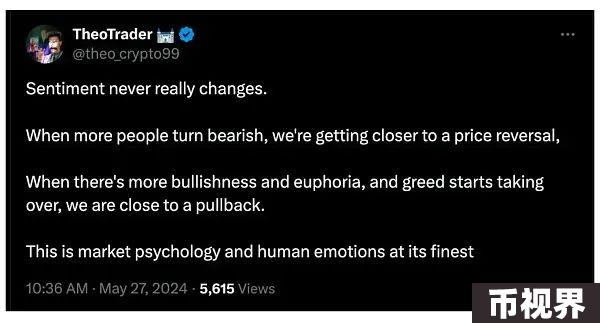 TheoTrader
@theo_crypto99
Sentiment never really changes.
When more people turn bearish, we're getting closer to a price reversal,
When there's more bullishness and euphoria, and greed starts taking
over, we are close to a pullback.
This is market psychology and human emotions at its finest
10:36 AM · May 27, 2024 · 5,615 Views
币视界